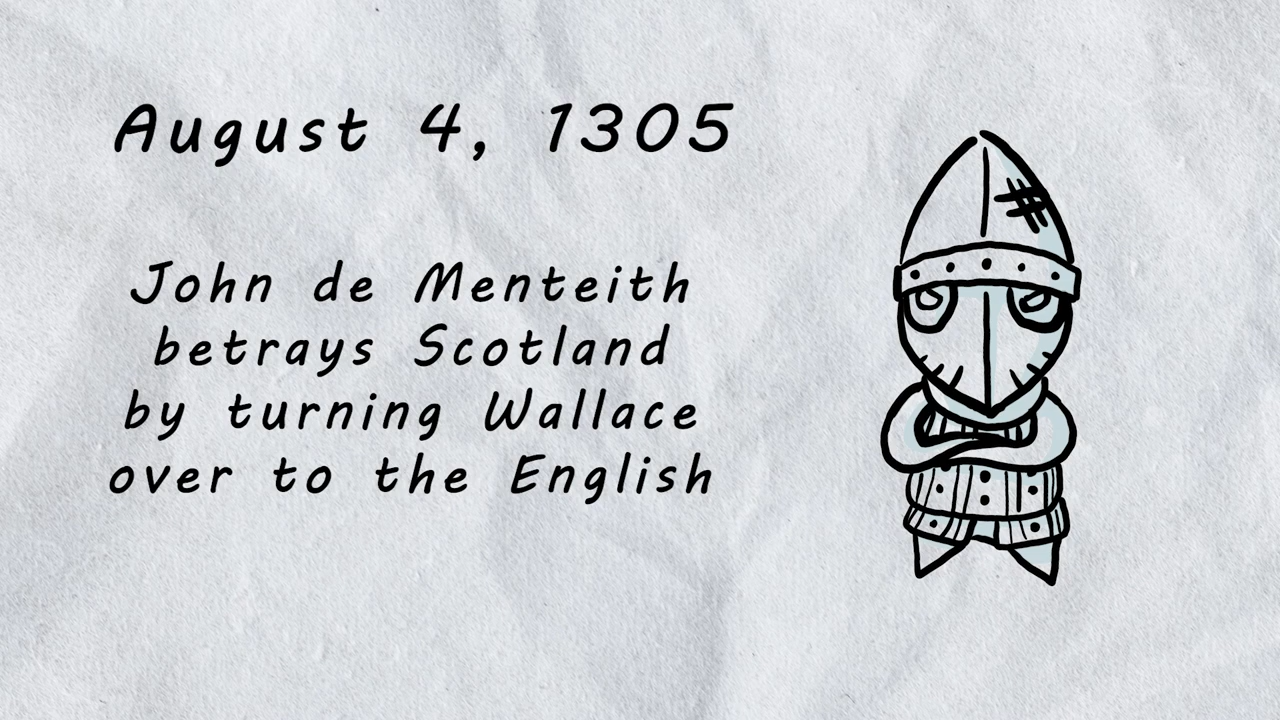 August 4, 1305
John de Menteith
betrays Scotland
by turning Wallace
over to the English